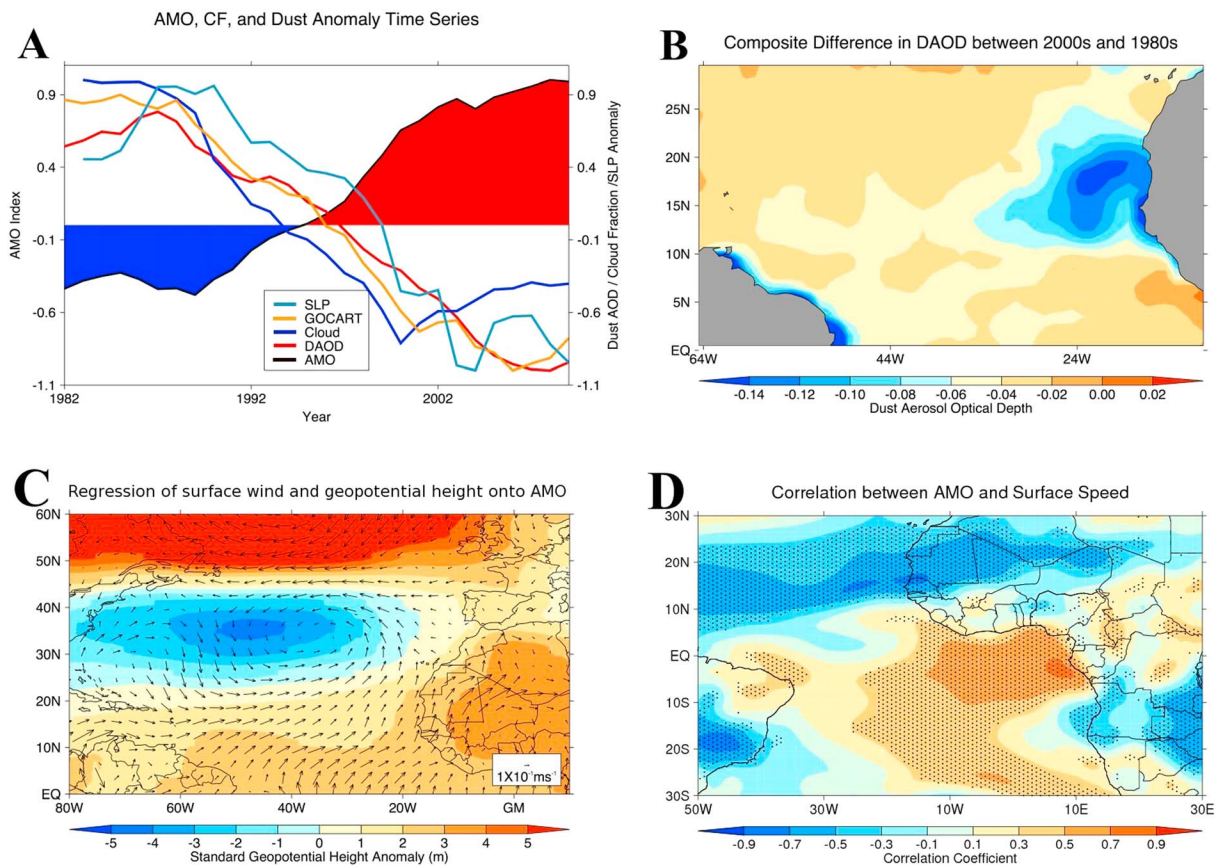 A
AMO, CF, and Dust Anomaly Time Series
AMO Index
0.9
0.4
-0.1
-0.6
-1.1
0.9
0.4
-0.1
-0.6
-1.1
Dust AOD / Cloud Fraction /SLP Anomaly
SLP
GOCART
Cloud
DAOD
AMO
1982 1992 2002
Year
B
Composite Difference in DAOD between 2000s and 1980s
25N
20N
15N
10N
5N
EQ
64W 44W 24W
-0.14 -0.12 -0.10 -0.08 -0.06 -0.04 -0.02 0.00 0.02
Dust Aerosol Optical Depth
C
Regression of surface wind and geopotential height onto AMO
60N
50N
40N
30N
20N
10N
EQ
1X10⁻¹ms⁻¹
80W 60W 40W 20W GM
-5 -4 -3 -2 -1 0 1 2 3 4 5
Standard Geopotential Height Anomaly (m)
D
Correlation between AMO and Surface Speed
30N
20N
10N
EQ
10S
20S
30S
50W 30W 10W 10E 30E
-0.9 -0.7 -0.5 -0.3 -0.1 0.1 0.3 0.5 0.7 0.9
Correlation Coefficient